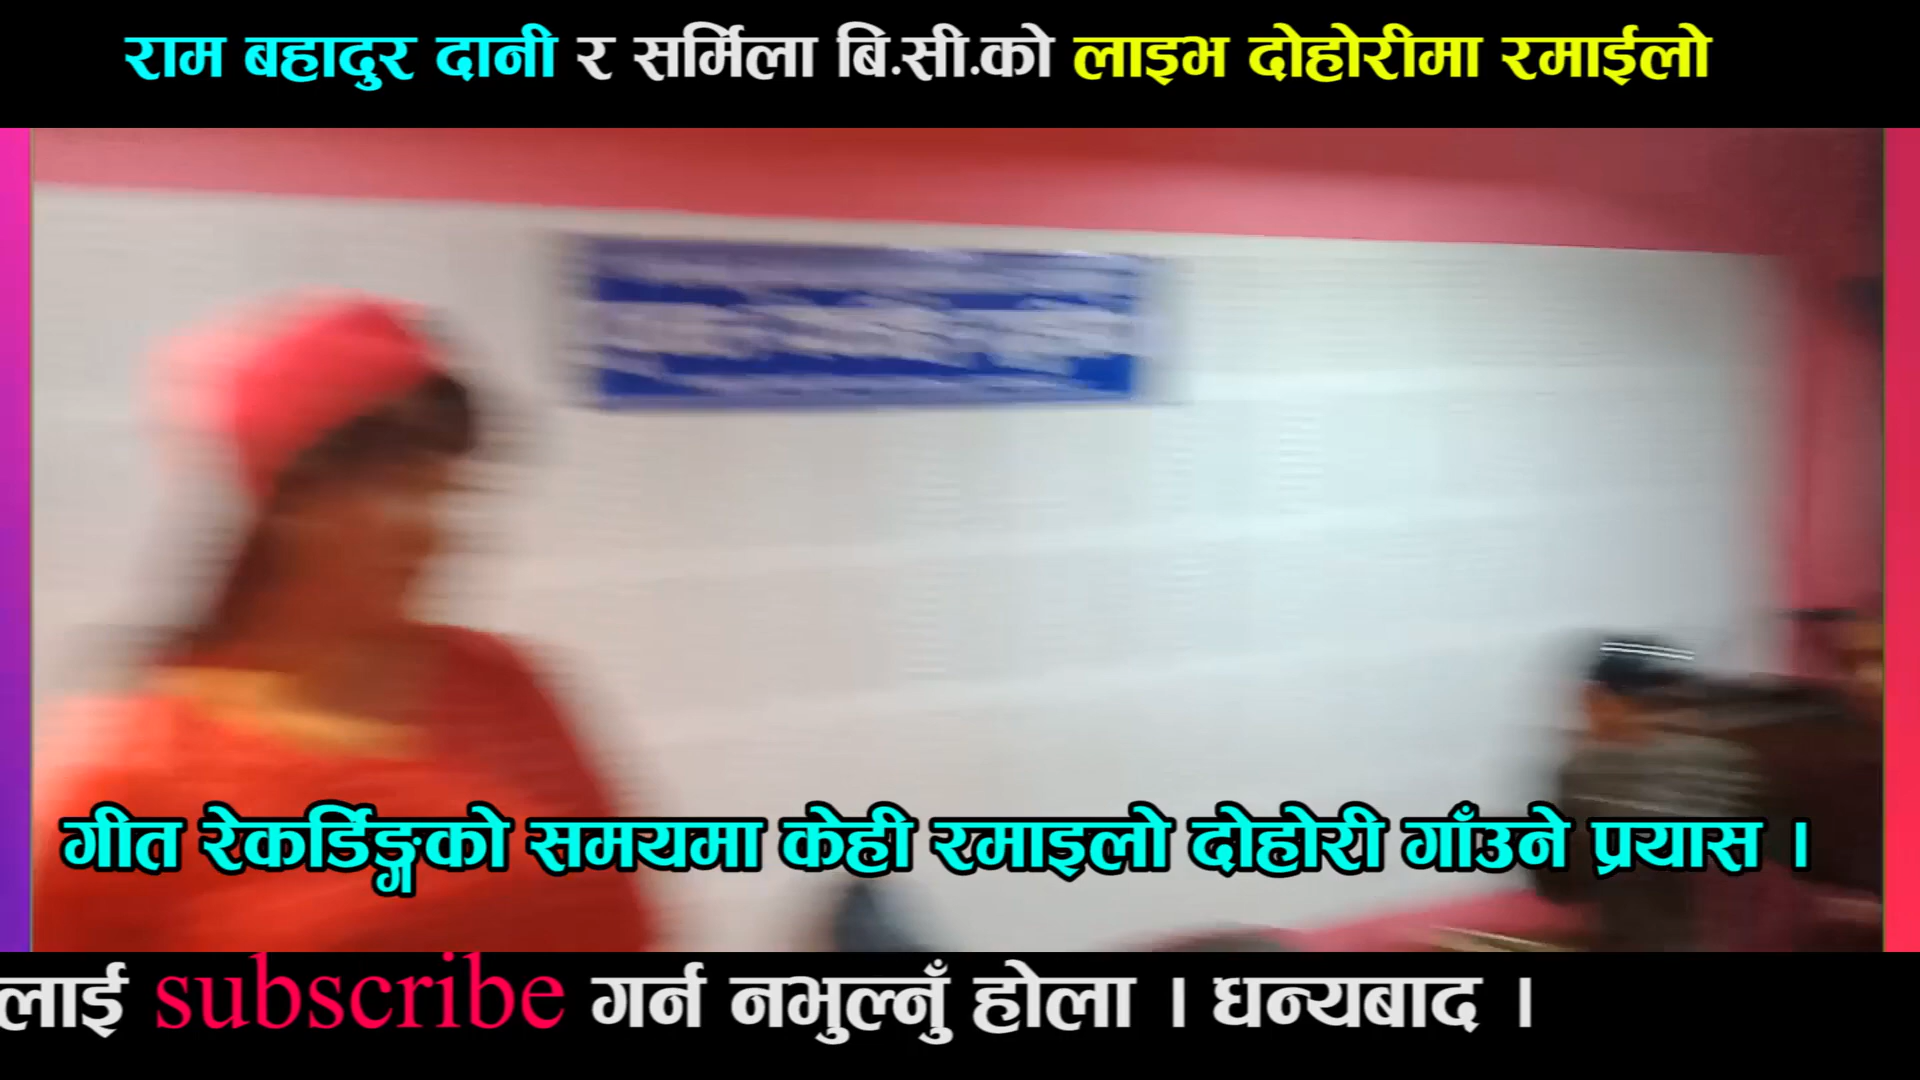 राम बहादुर दानी र सर्मिला बि.सी.को लाइभ दोहोरीमा रमाईलो
गीत रेकर्डिङ्गको समयमा केही रमाइलो दोहोरी गाँउने प्रयास ।
लाई subscribe गर्न नभुल्नुँ होला । धन्यबाद ।